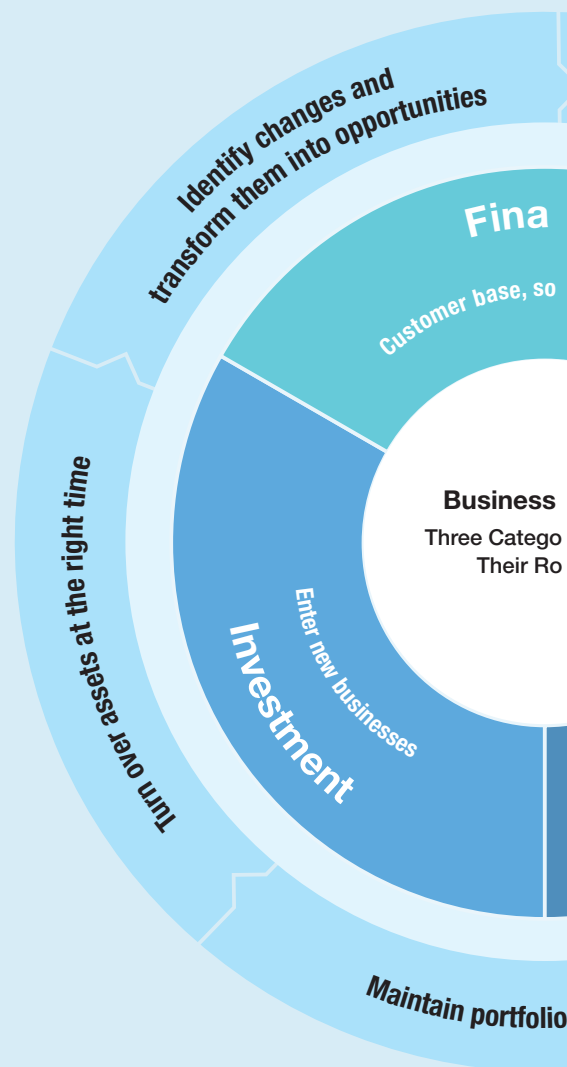 Identify changes and
transform them into opportunities
Fina
Customer base, so
Business
Three Catego
Their Ro
Enter new businesses
Investment
Turn over assets at the right time
Maintain portfolio